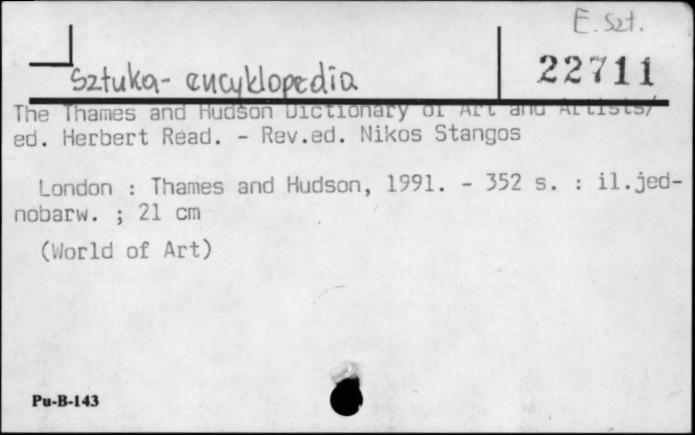 E. Szt.
Sztuka - encyklopedia
22711
The Thames and Hudson Dictionary of Art and Artists/
ed. Herbert Read. - Rev.ed. Nikos Stangos
London : Thames and Hudson, 1991. - 352 s. : il.jed-
nobarw. ; 21 cm
(World of Art)
Pu-B-143